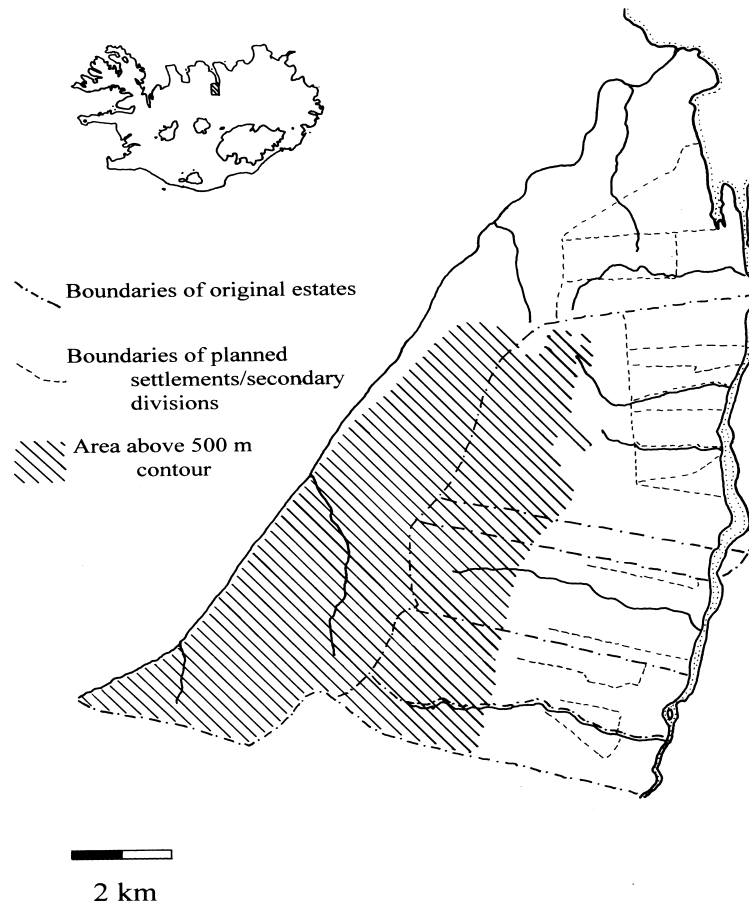 Boundaries of original estates
Boundaries of planned
settlements/secondary
divisions
Area above 500 m
contour
2 km